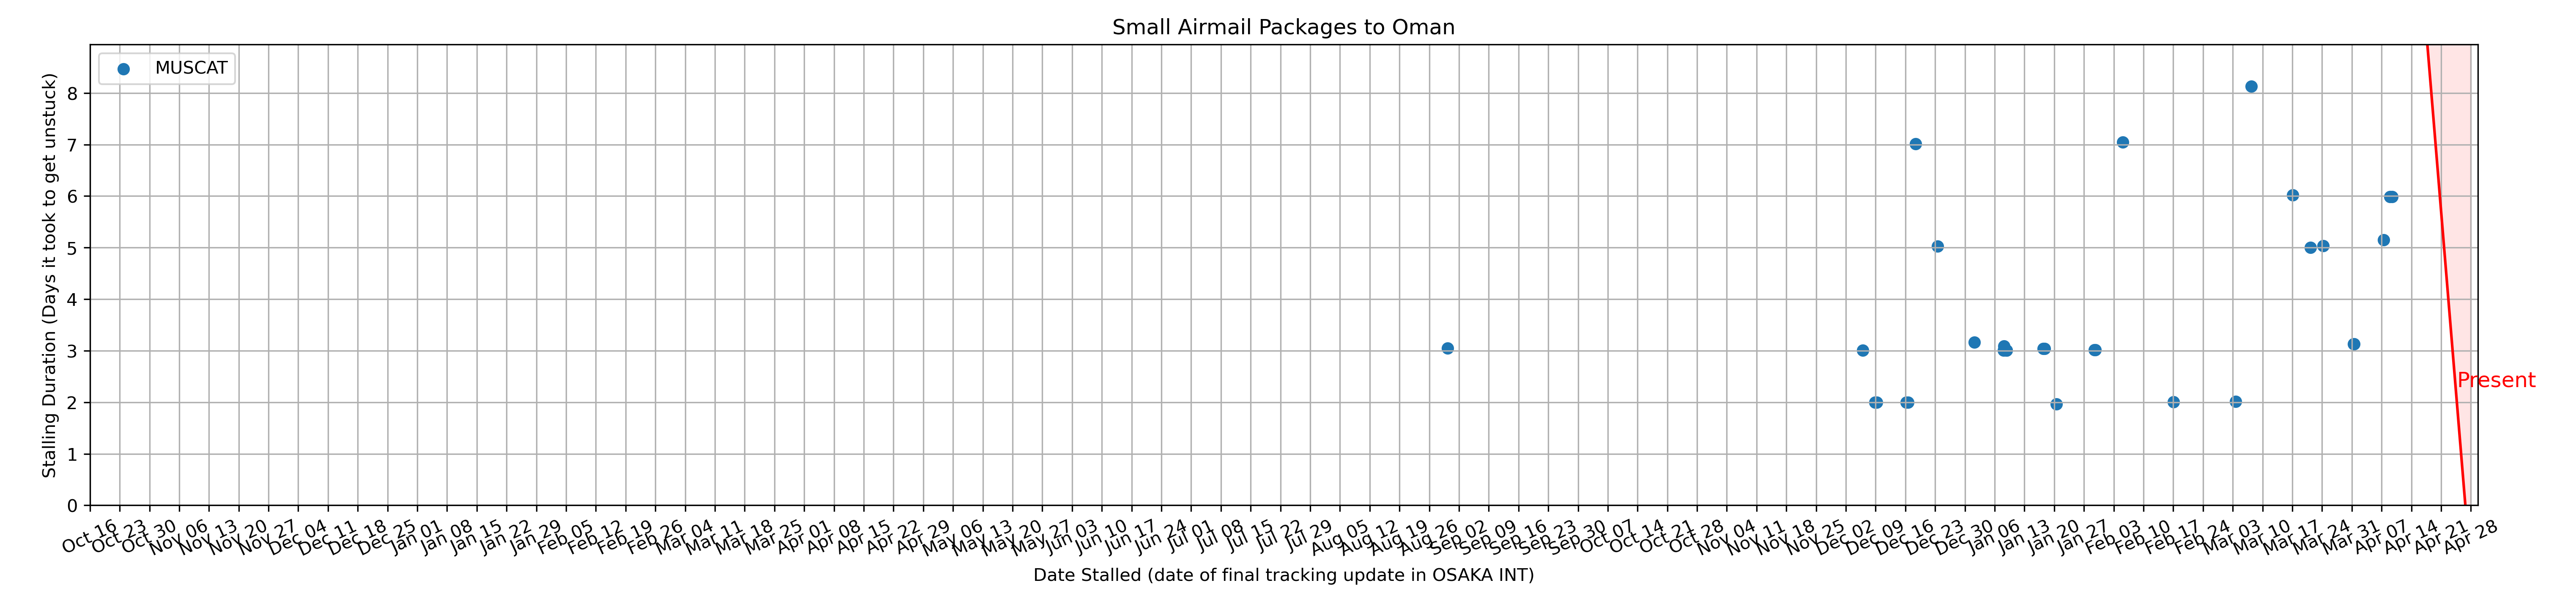 Small Airmail Packages to Oman
MUSCAT
Stalling Duration (Days it took to get unstuck)
8
7
6
5
4
3
2
1
0
Present
Oct 16
Oct 23
Oct 30
Nov 06
Nov 13
Nov 20
Nov 27
Dec 04
Dec 11
Dec 18
Dec 25
Jan 01
Jan 08
Jan 15
Jan 22
Jan 29
Feb 05
Feb 12
Feb 19
Feb 26
Mar 04
Mar 11
Mar 18
Mar 25
Apr 01
Apr 08
Apr 15
Apr 22
Apr 29
May 06
May 13
May 20
May 27
Jun 03
Jun 10
Jun 17
Jun 24
Jul 01
Jul 08
Jul 15
Jul 22
Jul 29
Aug 05
Aug 12
Aug 19
Aug 26
Sep 02
Sep 09
Sep 16
Sep 23
Sep 30
Oct 07
Oct 14
Oct 21
Oct 28
Nov 04
Nov 11
Nov 18
Nov 25
Dec 02
Dec 09
Dec 16
Dec 23
Dec 30
Jan 06
Jan 13
Jan 20
Jan 27
Feb 03
Feb 10
Feb 17
Feb 24
Mar 03
Mar 10
Mar 17
Mar 24
Mar 31
Apr 07
Apr 14
Apr 21
Apr 28
Date Stalled (date of final tracking update in OSAKA INT)